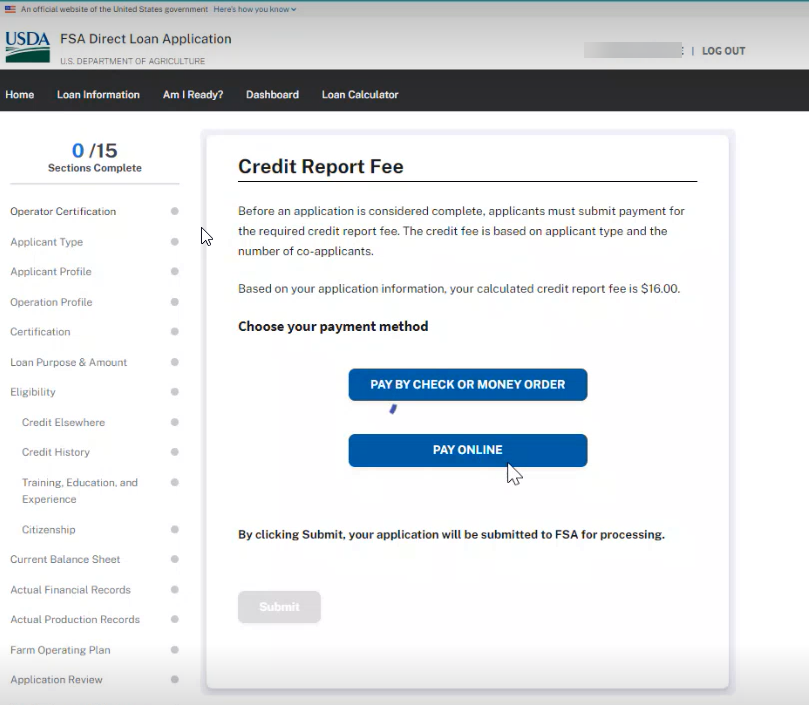 An official website of the United States government Here's how you know
USDA
FSA Direct Loan Application
U.S. DEPARTMENT OF AGRICULTURE
| LOG OUT
Home Loan Information Am I Ready? Dashboard Loan Calculator
0 /15
Sections Complete
Operator Certification
Applicant Type
Applicant Profile
Operation Profile
Certification
Loan Purpose & Amount
Eligibility
Credit Elsewhere
Credit History
Training, Education, and
Experience
Citizenship
Current Balance Sheet
Actual Financial Records
Actual Production Records
Farm Operating Plan
Application Review
Credit Report Fee
Before an application is considered complete, applicants must submit payment for
the required credit report fee. The credit fee is based on applicant type and the
number of co-applicants.
Based on your application information, your calculated credit report fee is $16.00.
Choose your payment method
PAY BY CHECK OR MONEY ORDER
PAY ONLINE
By clicking Submit, your application will be submitted to FSA for processing.
Submit